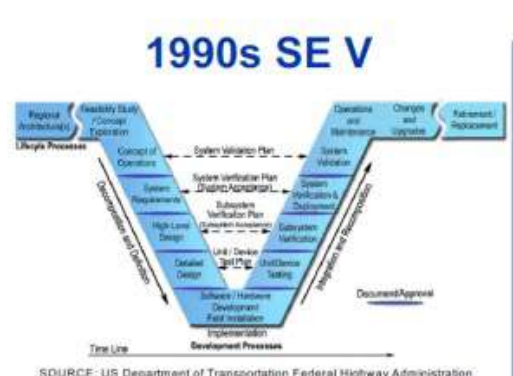 1990s SE V
Regional
Architecture(s)
Feasibility Study
/ Concept
Exploration
Operations
and
Maintenance
Changes
and
Upgrades
Retirement /
Replacement
Lifecycle Processes
Concept of
Operations
System Validation Plan
System
Validation
System
Requirements
System Verification Plan
(System Acceptance)
System
Verification &
Deployment
High Level
Design
Subsystem
Verification Plan
(Subsystem Acceptance)
Subsystem
Verification
Detailed
Design
Unit / Device
Test Plan
Unit/Device
Testing
Decomposition and Definition
Integration and Recomposition
Software / Hardware
Development
Field Installation
Document/Approval
Implementation
Time Line
Development Processes
SOURCE: US Department of Transportation Federal Highway Administration